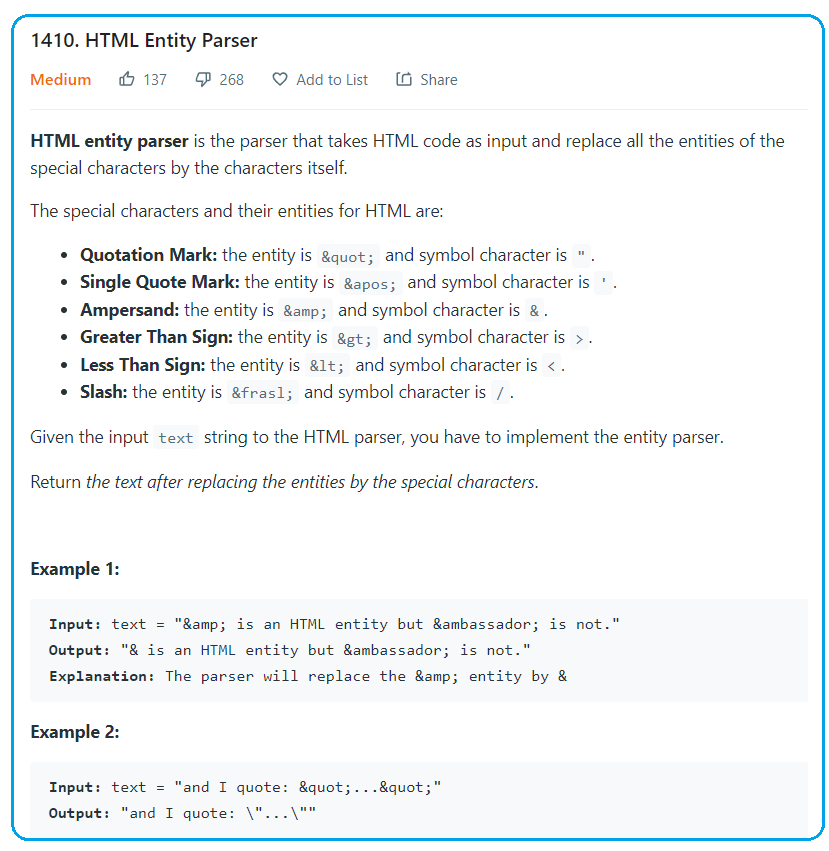 1410. HTML Entity Parser
Medium 137 268 Add to List Share
HTML entity parser is the parser that takes HTML code as input and replace all the entities of the
special characters by the characters itself.
The special characters and their entities for HTML are:
• Quotation Mark: the entity is &quot; and symbol character is ".
• Single Quote Mark: the entity is &apos; and symbol character is '.
• Ampersand: the entity is &amp; and symbol character is &.
• Greater Than Sign: the entity is &gt; and symbol character is >.
• Less Than Sign: the entity is &lt; and symbol character is <.
• Slash: the entity is &frasl; and symbol character is /.
Given the input text string to the HTML parser, you have to implement the entity parser.
Return the text after replacing the entities by the special characters.
Example 1:
Input: text = "&amp; is an HTML entity but &ambassador; is not."
Output: "& is an HTML entity but &ambassador; is not."
Explanation: The parser will replace the &amp; entity by &
Example 2:
Input: text = "and I quote: &quot;...&quot;"
Output: "and I quote: \"...\""